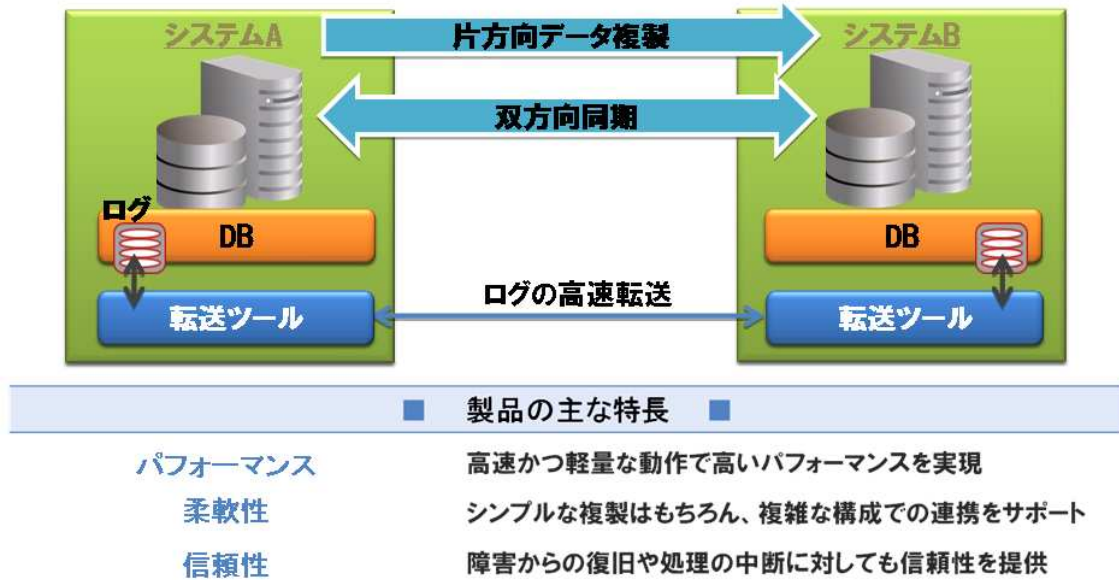 システムA
片方向データ複製
システムB
双方向同期
ログ
DB
DB
ログの高速転送
転送ツール
転送ツール
■ 製品の主な特長 ■
パフォーマンス 高速かつ軽量な動作で高いパフォーマンスを実現
柔軟性 シンプルな複製はもちろん、複雑な構成での連携をサポート
信頼性 障害からの復旧や処理の中断に対しても信頼性を提供